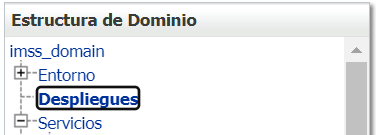 Estructura de Dominio
imss_domain
Entorno
Despliegues
Servicios